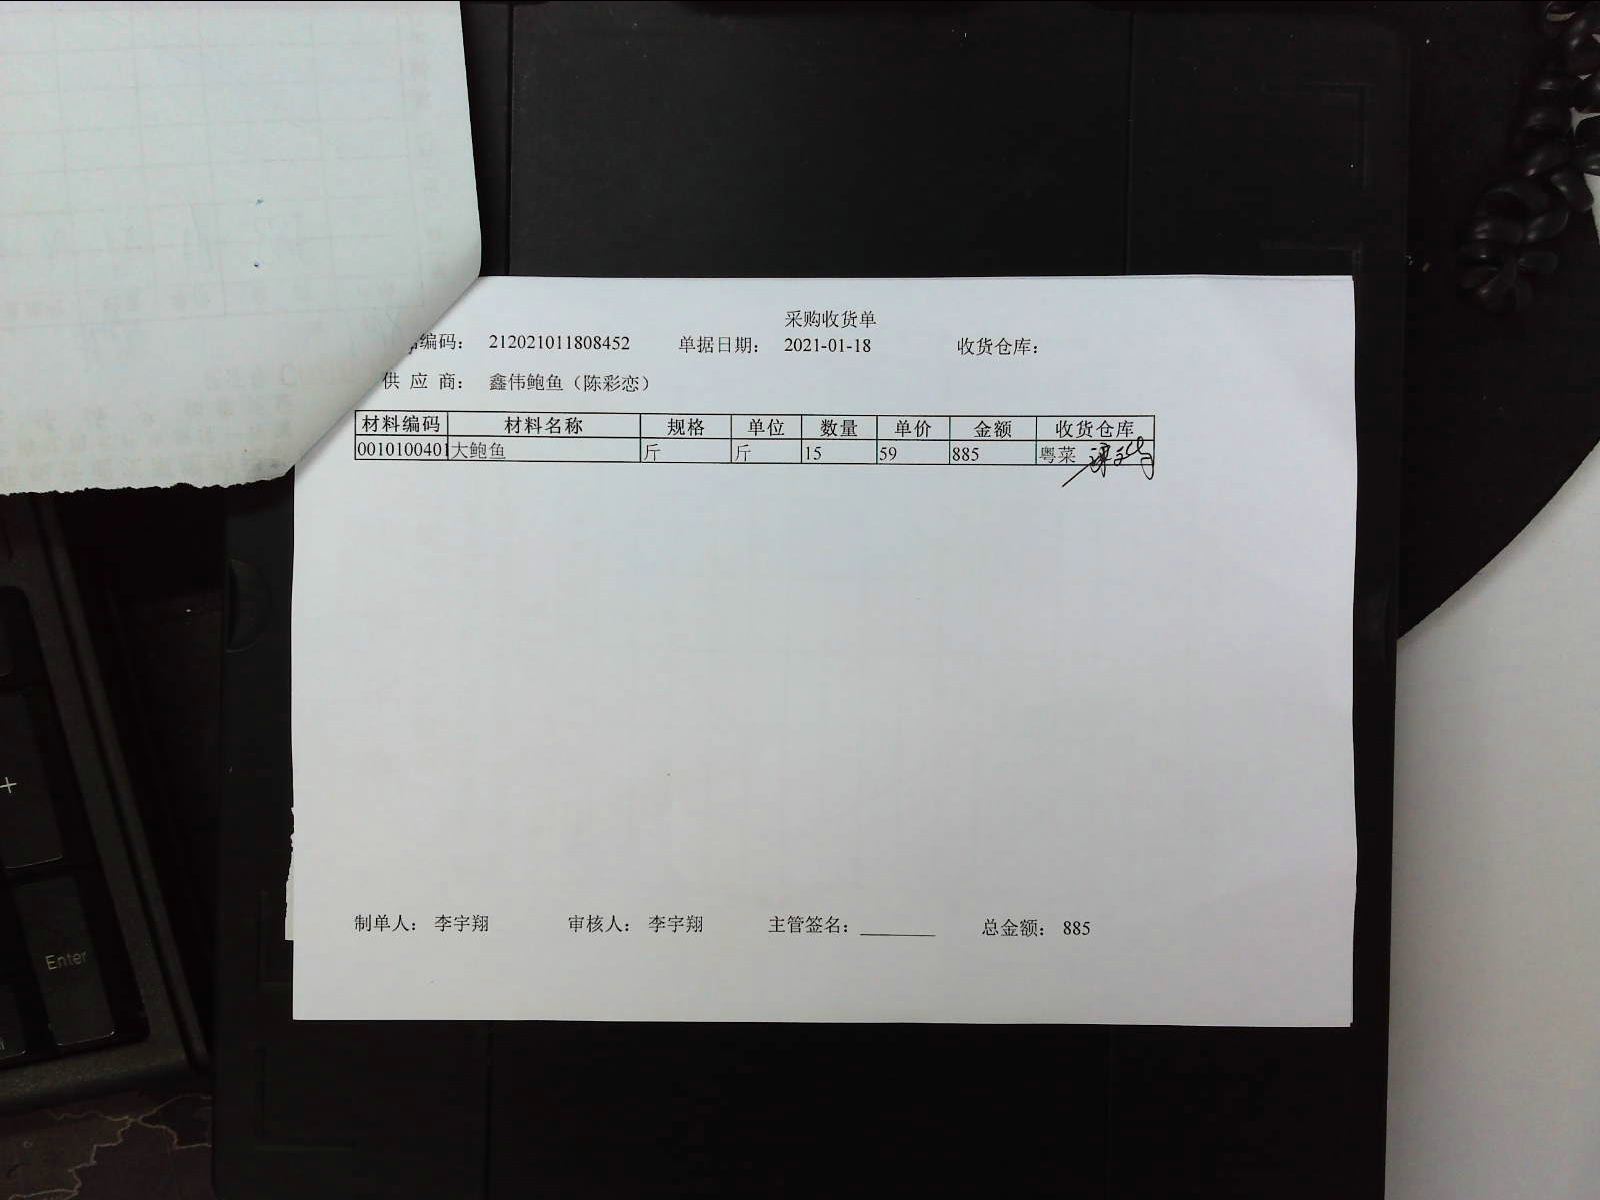 采购收货单
编码： 212021011808452 单据日期： 2021-01-18 收货仓库：
供 应 商： 鑫伟鲍鱼（陈彩恋）
材料编码 材料名称 规格 单位 数量 单价 金额 收货仓库
0010100401 大鲍鱼 斤 斤 15 59 885 粤菜
制单人： 李宇翔 审核人： 李宇翔 主管签名： 总金额： 885
+
Enter